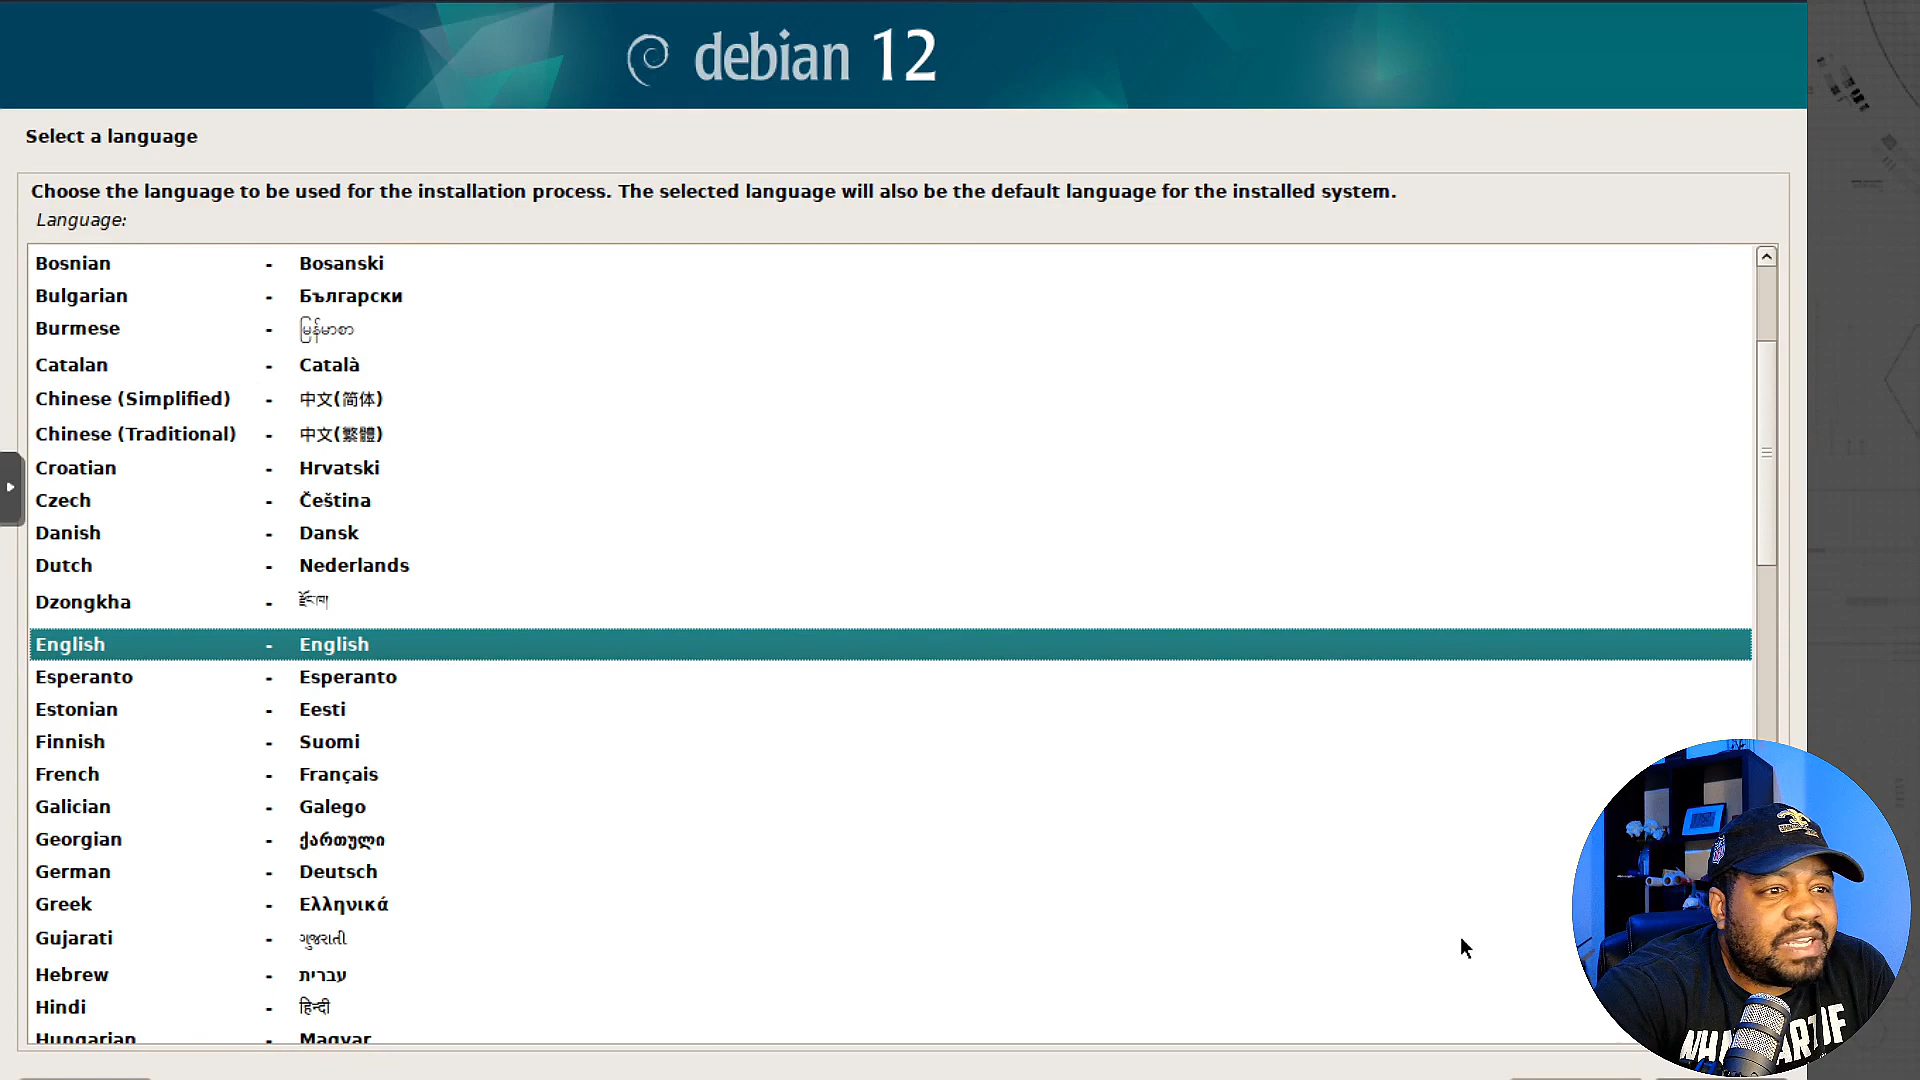 debian 12
Select a language
Choose the language to be used for the installation process. The selected language will also be the default language for the installed system.
Language:
Bosnian - Bosanski
Bulgarian - Български
Burmese - မြန်မာစာ
Catalan - Català
Chinese (Simplified) - 中文(简体)
Chinese (Traditional) - 中文(繁體)
Croatian - Hrvatski
Czech - Čeština
Danish - Dansk
Dutch - Nederlands
Dzongkha - རྫོང་ཁ།
English - English
Esperanto - Esperanto
Estonian - Eesti
Finnish - Suomi
French - Français
Galician - Galego
Georgian - ქართული
German - Deutsch
Greek - Ελληνικά
Gujarati - ગુજરાતી
Hebrew - עברית
Hindi - हिन्दी
Hungarian - Magyar